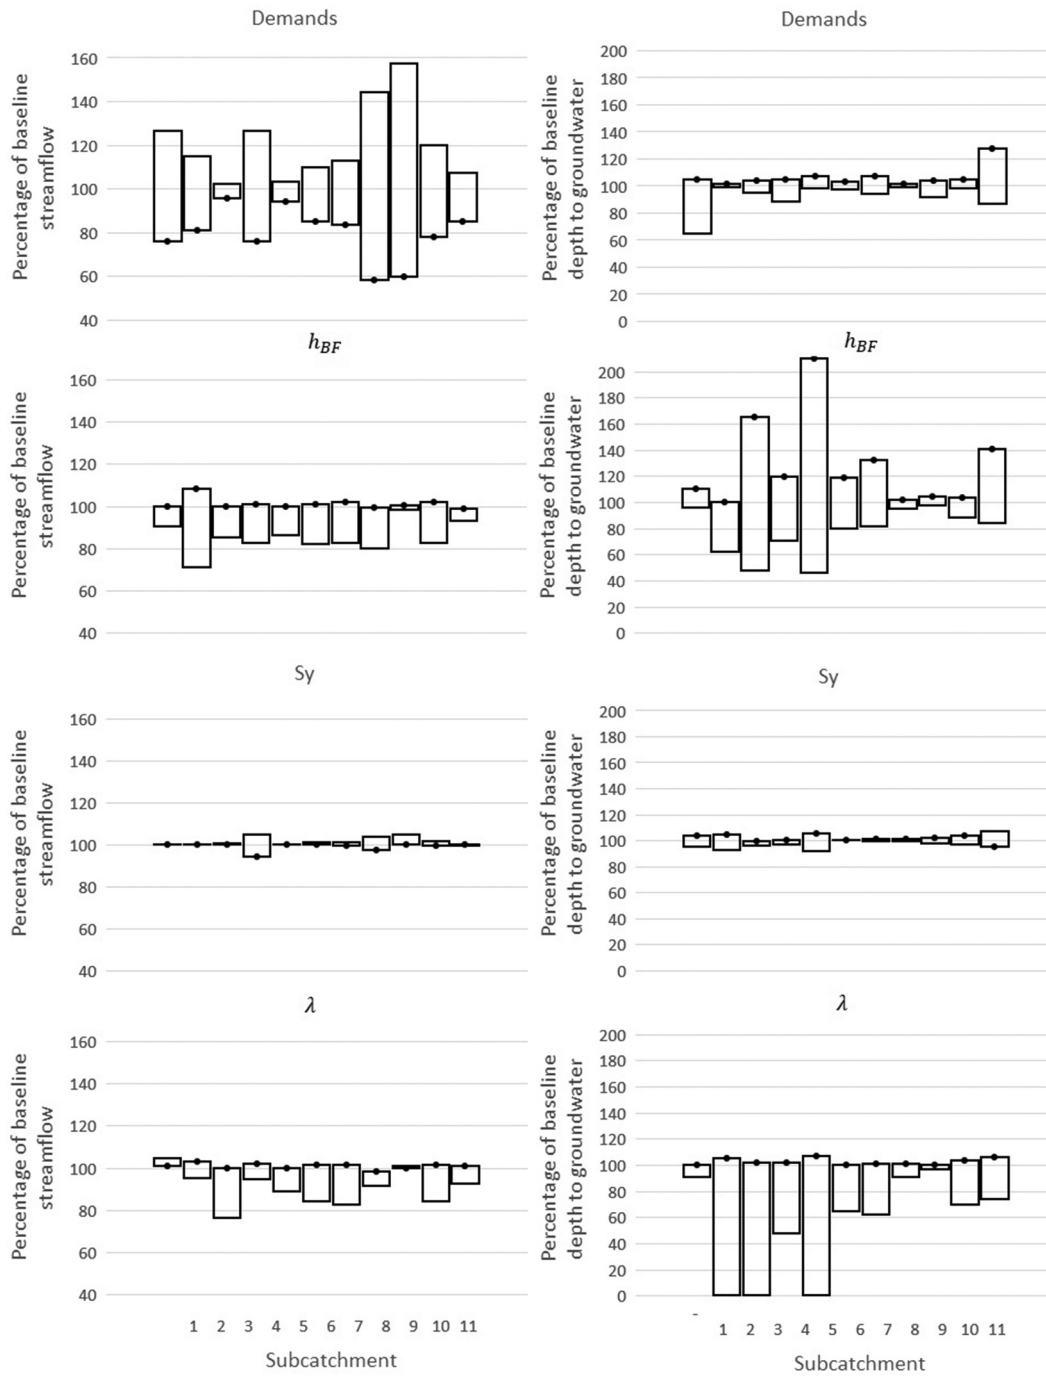 Demands
Percentage of baseline
streamflow
160
140
120
100
80
60
40
Demands
Percentage of baseline
depth to groundwater
200
180
160
140
120
100
80
60
40
20
0
h_BF
Percentage of baseline
streamflow
160
140
120
100
80
60
40
h_BF
Percentage of baseline
depth to groundwater
200
180
160
140
120
100
80
60
40
20
0
Sy
Percentage of baseline
streamflow
160
140
120
100
80
60
40
Sy
Percentage of baseline
depth to groundwater
200
180
160
140
120
100
80
60
40
20
0
λ
Percentage of baseline
streamflow
160
140
120
100
80
60
40
1 2 3 4 5 6 7 8 9 10 11
Subcatchment
λ
Percentage of baseline
depth to groundwater
200
180
160
140
120
100
80
60
40
20
0
- 1 2 3 4 5 6 7 8 9 10 11
Subcatchment